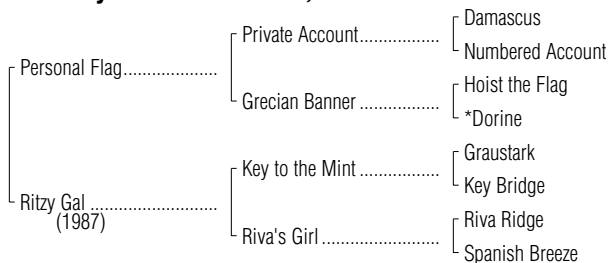 Damascus
Private Account
Numbered Account
Personal Flag
Hoist the Flag
Grecian Banner
*Dorine
Graustark
Key to the Mint
Key Bridge
Ritzy Gal
(1987)
Riva Ridge
Riva's Girl
Spanish Breeze